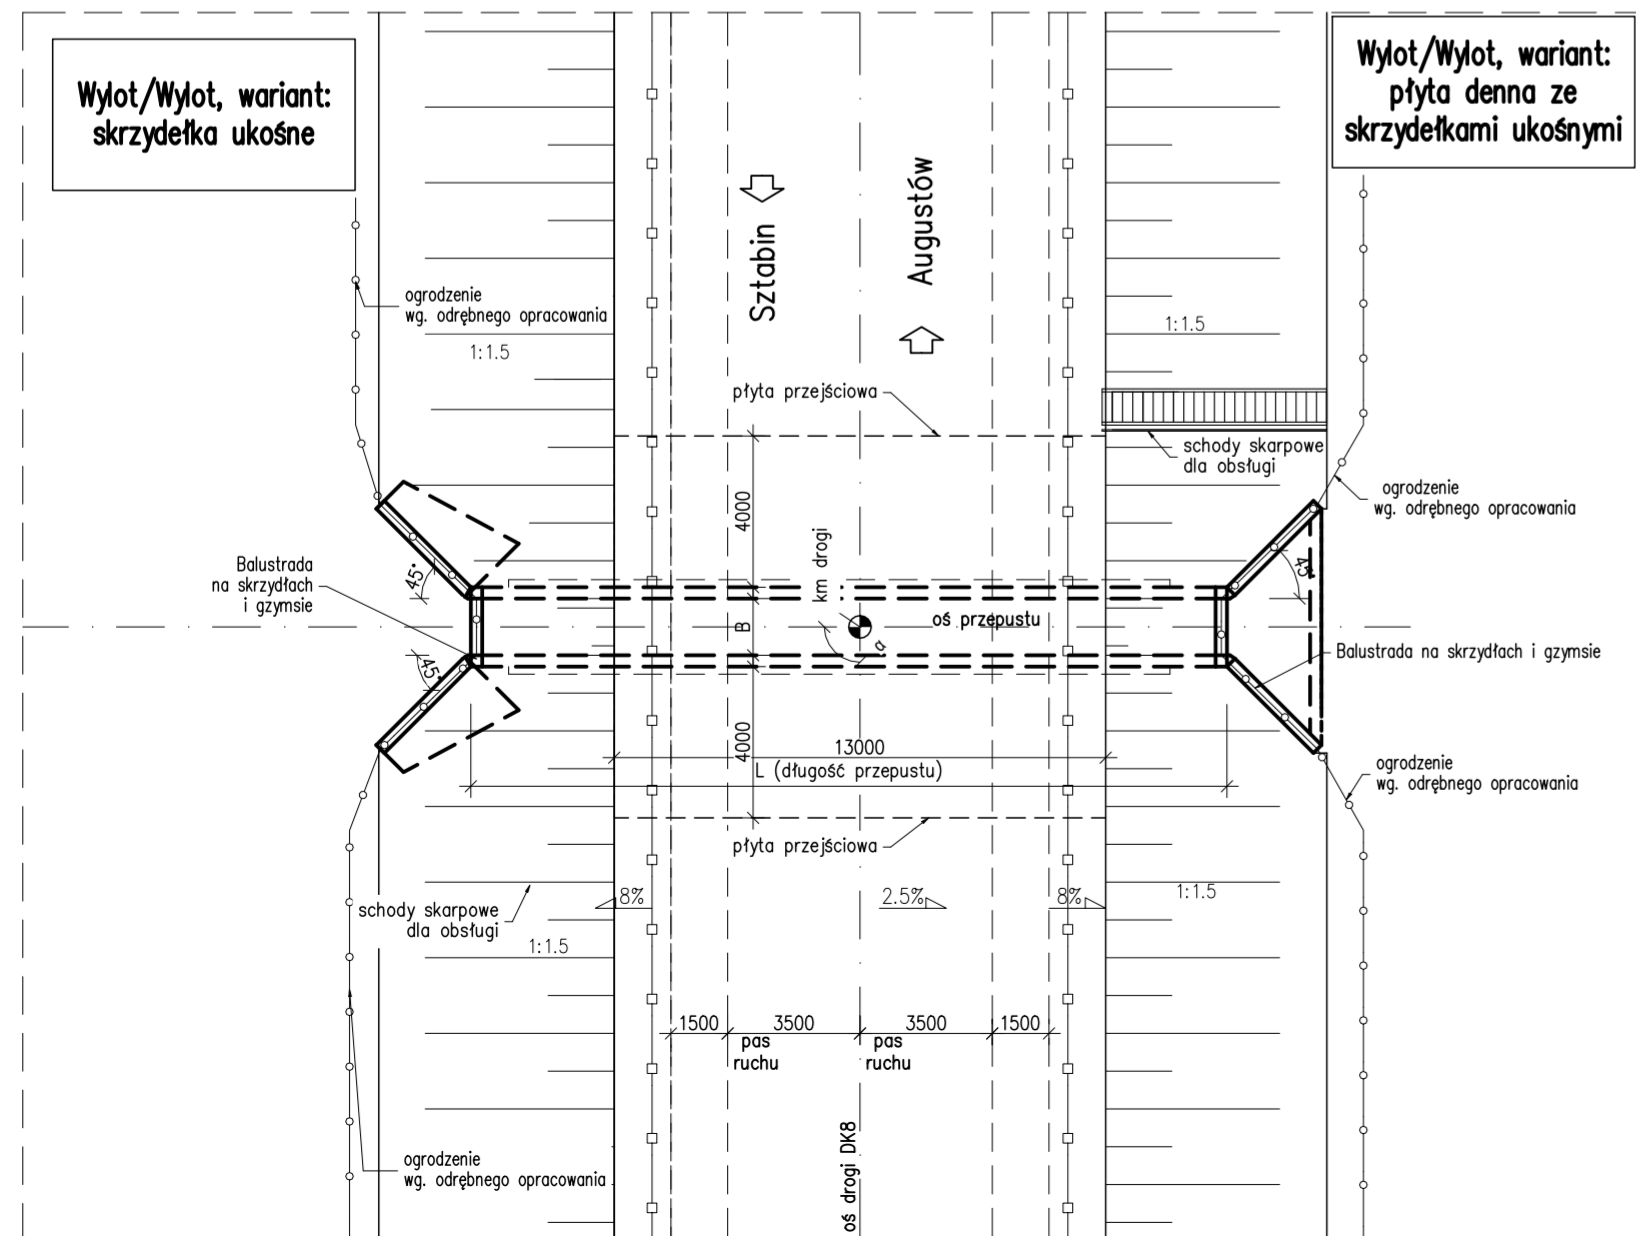 Wylot/Wylot, wariant:
skrzydełka ukośne
Wylot/Wylot, wariant:
płyta denna ze
skrzydełkami ukośnymi
Sztabin
Augustów
ogrodzenie
wg. odrębnego opracowania
1:1.5
1:1.5
płyta przejściowa
schody skarpowe
dla obsługi
ogrodzenie
wg. odrębnego opracowania
4000
km drogi
Balustrada
na skrzydłach
i gzymsie
45°
45°
B
oś przepustu
α
45°
Balustrada na skrzydłach i gzymsie
4000
13000
L (długość przepustu)
ogrodzenie
wg. odrębnego opracowania
płyta przejściowa
8%
2.5%
8%
1:1.5
schody skarpowe
dla obsługi
1:1.5
1500
3500
3500
1500
pas
ruchu
pas
ruchu
oś drogi DK8
ogrodzenie
wg. odrębnego opracowania